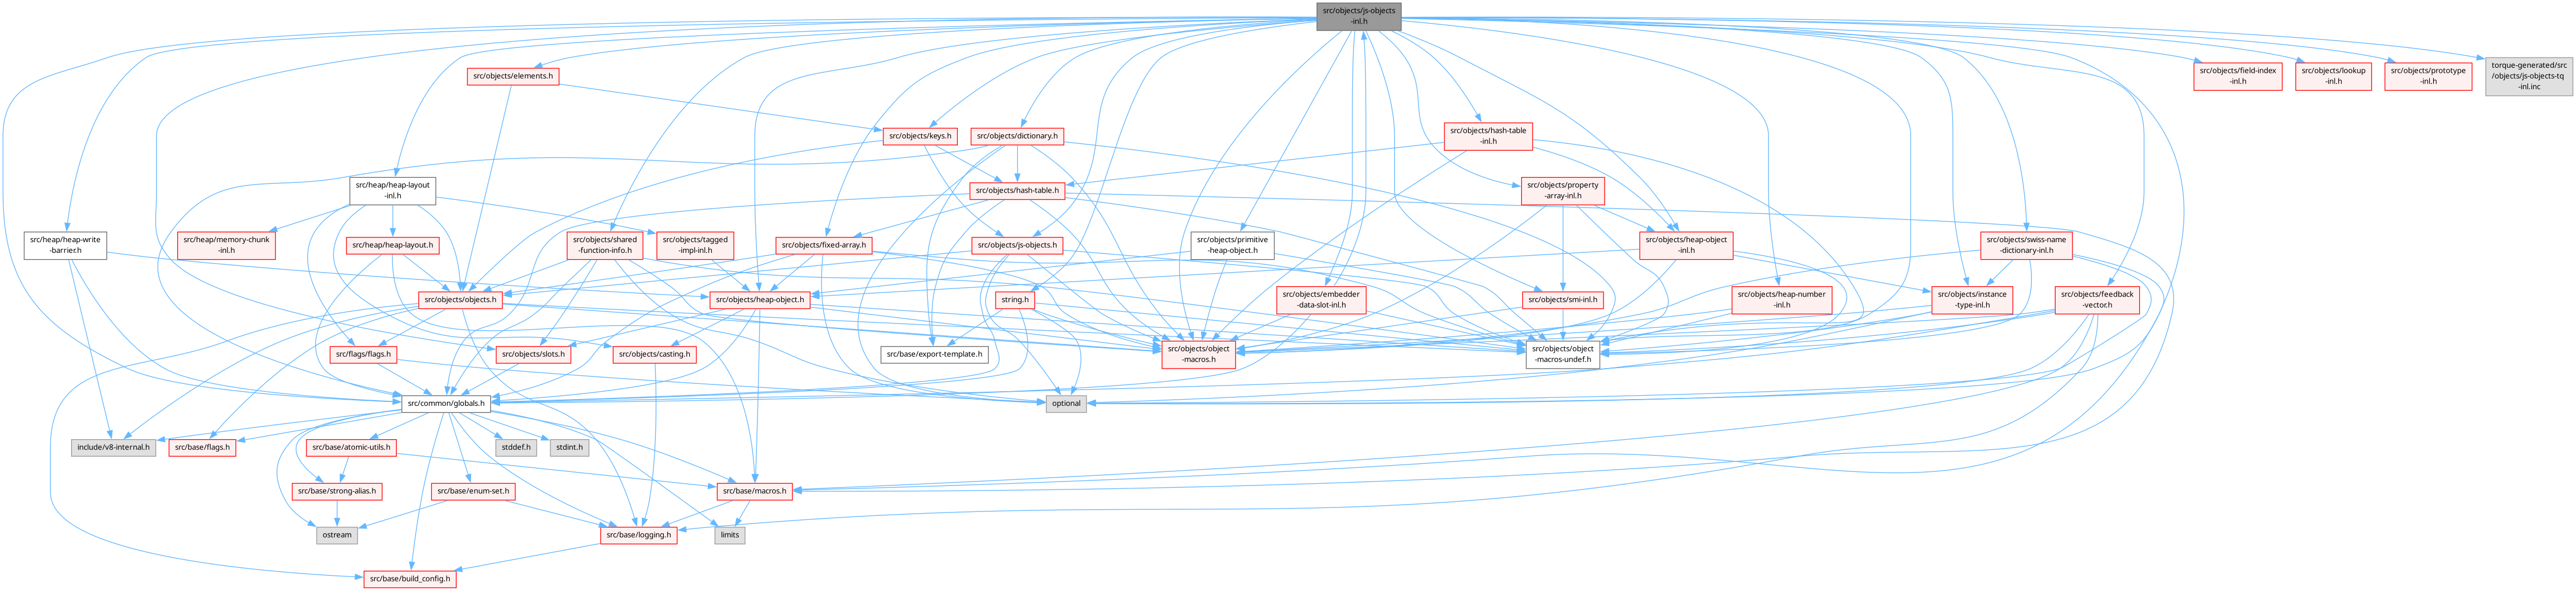 src/objects/js-objects
-inl.h
src/objects/elements.h
src/objects/field-index
-inl.h
src/objects/lookup
-inl.h
src/objects/prototype
-inl.h
torque-generated/src
/objects/js-objects-tq
-inl.inc
src/objects/keys.h
src/objects/dictionary.h
src/objects/hash-table
-inl.h
src/heap/heap-layout
-inl.h
src/objects/hash-table.h
src/objects/property
-array-inl.h
src/heap/heap-write
-barrier.h
src/heap/memory-chunk
-inl.h
src/heap/heap-layout.h
src/objects/shared
-function-info.h
src/objects/tagged
-impl-inl.h
src/objects/fixed-array.h
src/objects/js-objects.h
src/objects/primitive
-heap-object.h
src/objects/heap-object
-inl.h
src/objects/swiss-name
-dictionary-inl.h
src/objects/objects.h
src/objects/heap-object.h
string.h
src/objects/embedder
-data-slot-inl.h
src/objects/smi-inl.h
src/objects/heap-number
-inl.h
src/objects/instance
-type-inl.h
src/objects/feedback
-vector.h
src/flags/flags.h
src/objects/slots.h
src/objects/casting.h
src/base/export-template.h
src/objects/object
-macros.h
src/objects/object
-macros-undef.h
src/common/globals.h
optional
include/v8-internal.h
src/base/flags.h
src/base/atomic-utils.h
stddef.h
stdint.h
src/base/strong-alias.h
src/base/enum-set.h
src/base/macros.h
ostream
src/base/logging.h
limits
src/base/build_config.h